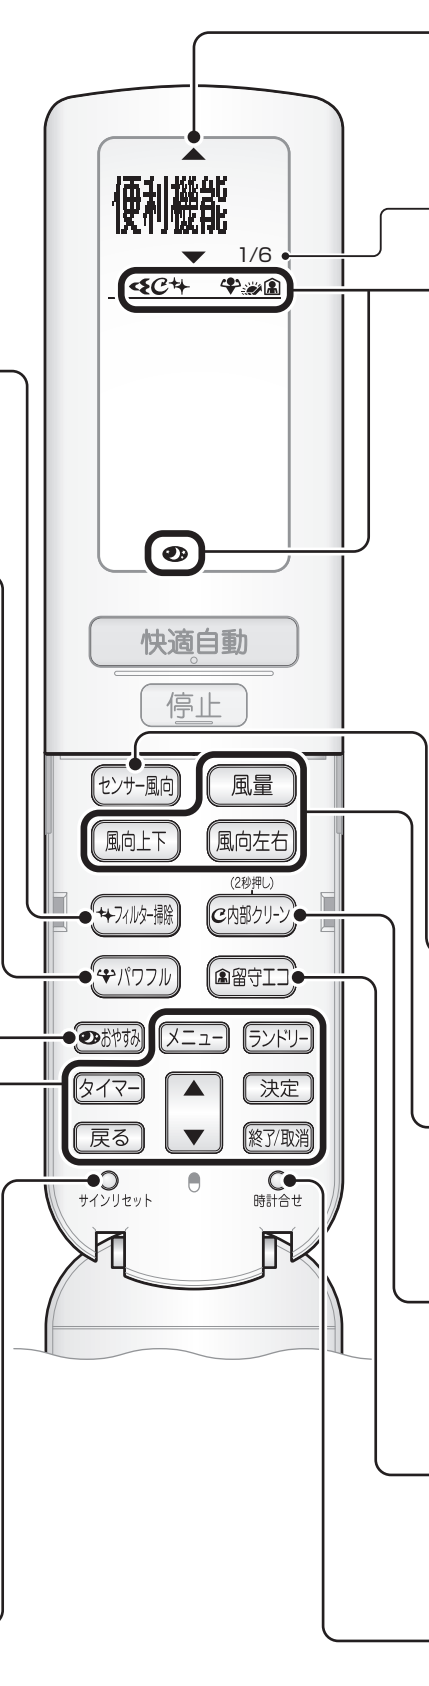 便利機能
1/6
快適自動
停止
センサー風向
風量
風向上下
風向左右
(2秒押し)
フィルター掃除
内部クリーン
パワフル
留守エコ
おやすみ
メニュー
ランドリー
タイマー
決定
戻る
終了/取消
サインリセット
時計合せ